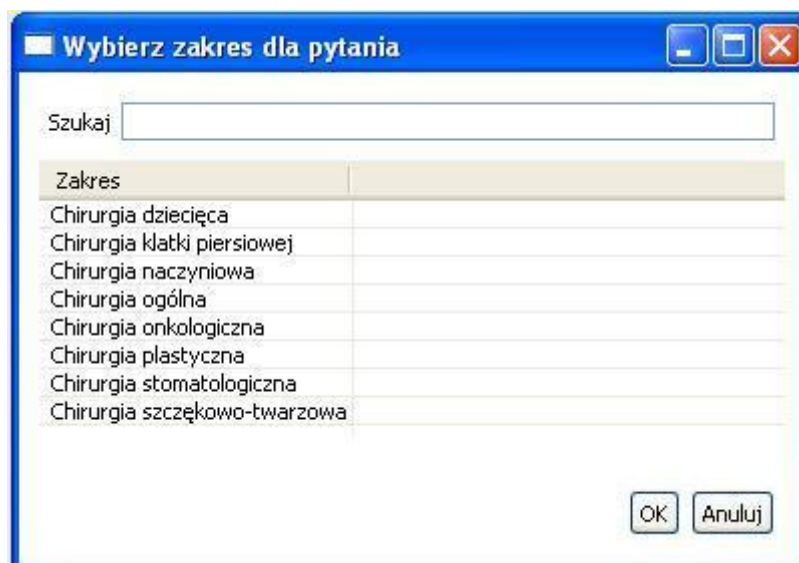 Wybierz zakres dla pytania
Szukaj
Zakres
Chirurgia dziecięca
Chirurgia klatki piersiowej
Chirurgia naczyniowa
Chirurgia ogólna
Chirurgia onkologiczna
Chirurgia plastyczna
Chirurgia stomatologiczna
Chirurgia szczękowo-twarzowa
OK Anuluj